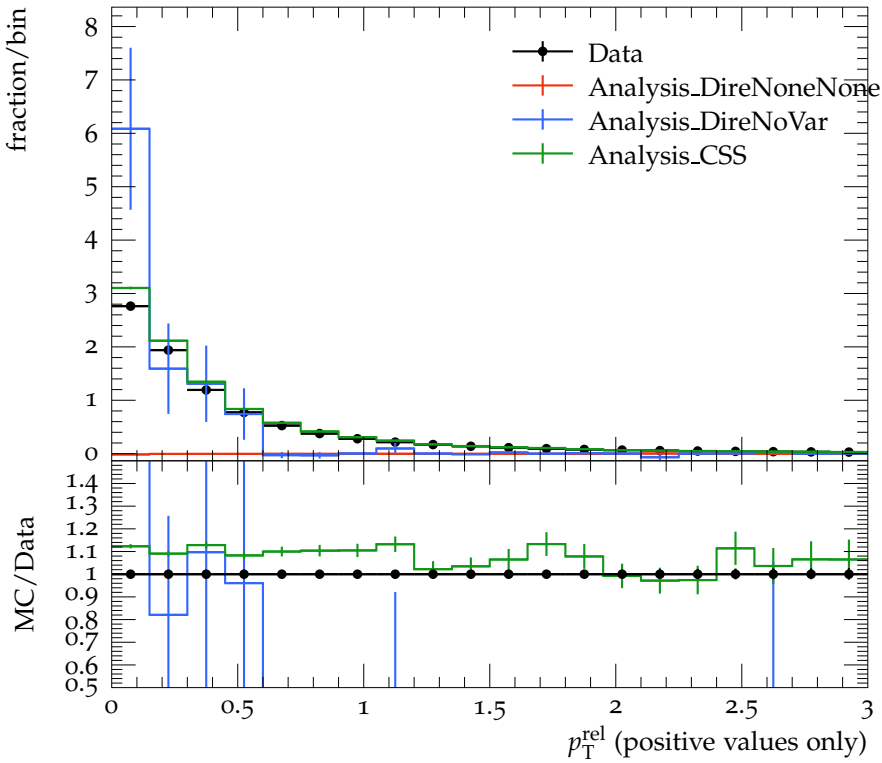 fraction/bin
8
7
6
5
4
3
2
1
0
Data
Analysis_DireNoneNone
Analysis_DireNoVar
Analysis_CSS
MC/Data
1.4
1.3
1.2
1.1
1
0.9
0.8
0.7
0.6
0.5
0 0.5 1 1.5 2 2.5 3
p_T^rel (positive values only)